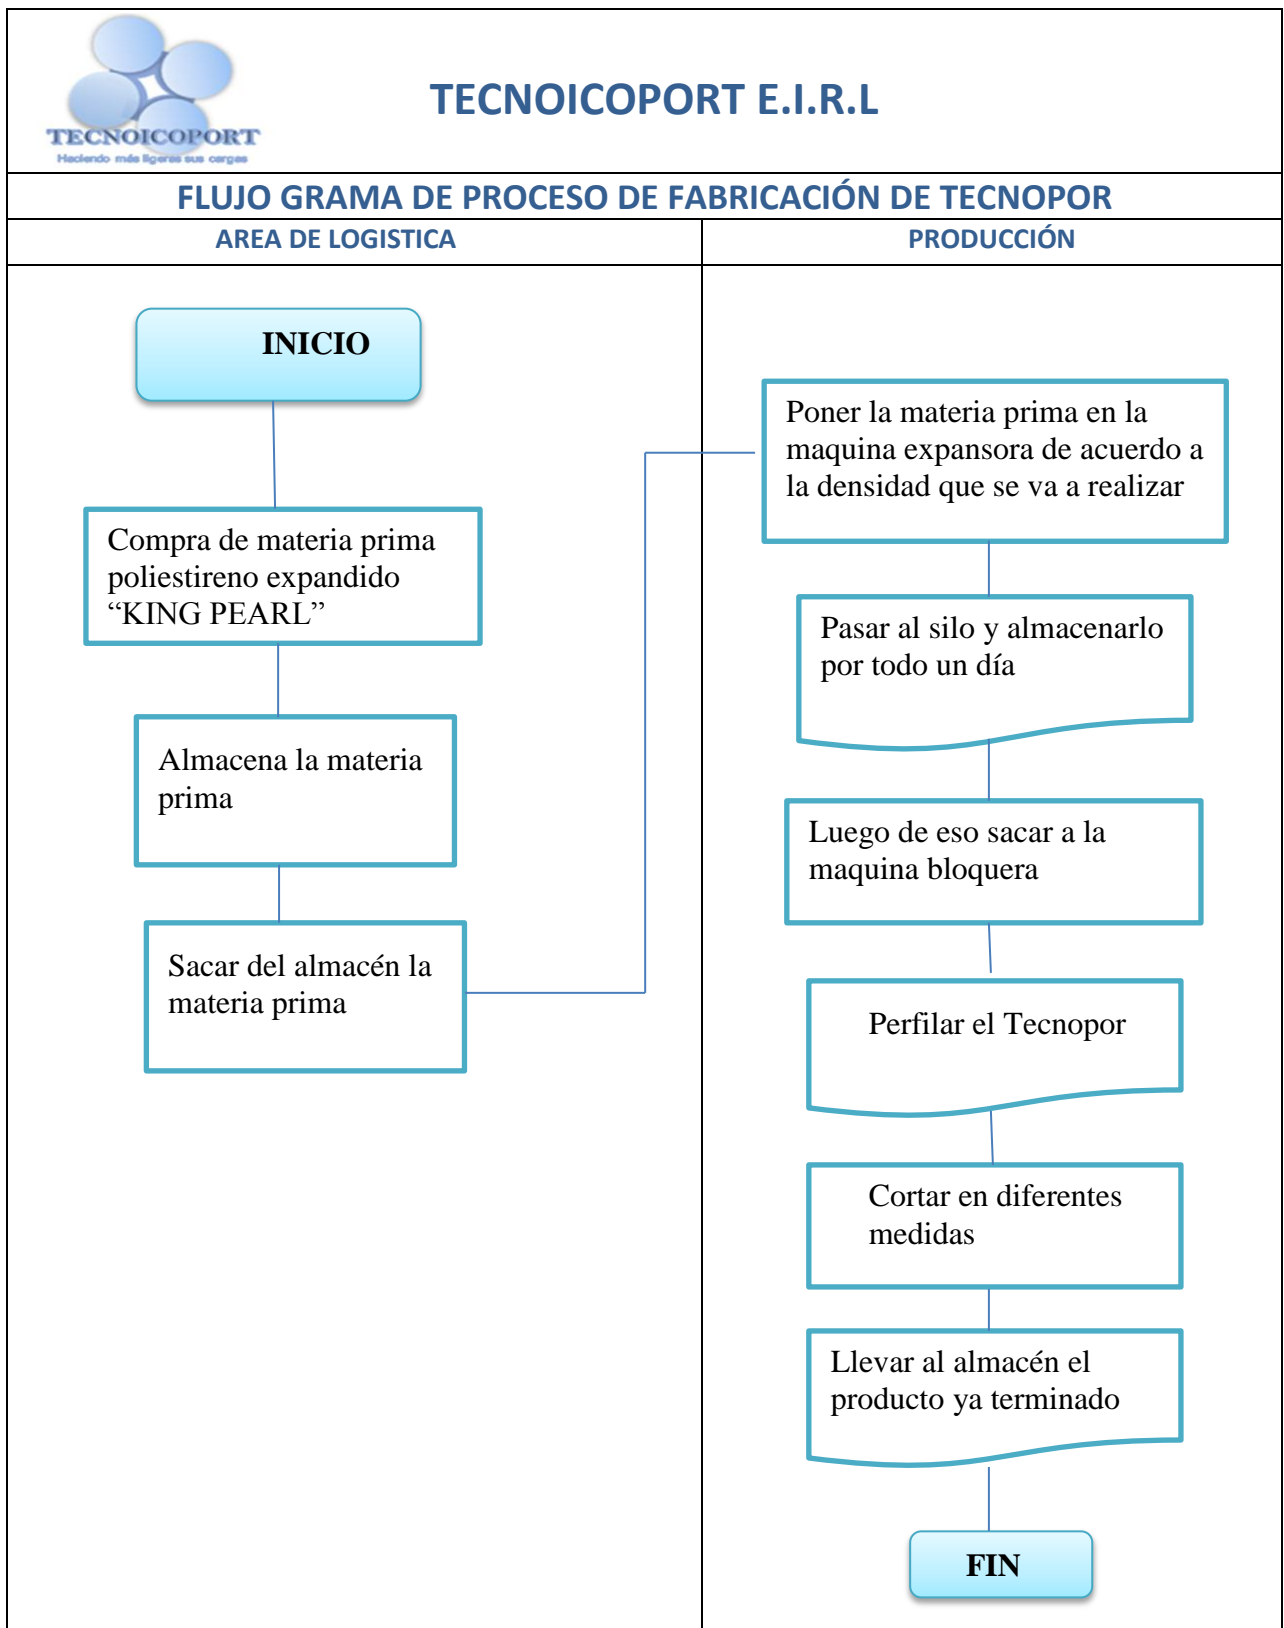 TECNOICOPORT
Haciendo más ligeras sus cargas
TECNOICOPORT E.I.R.L
FLUJO GRAMA DE PROCESO DE FABRICACIÓN DE TECNOPOR
AREA DE LOGISTICA
PRODUCCIÓN
INICIO
Compra de materia prima
poliestireno expandido
“KING PEARL”
Almacena la materia
prima
Sacar del almacén la
materia prima
Poner la materia prima en la
maquina expansora de acuerdo a
la densidad que se va a realizar
Pasar al silo y almacenarlo
por todo un día
Luego de eso sacar a la
maquina bloquera
Perfilar el Tecnopor
Cortar en diferentes
medidas
Llevar al almacén el
producto ya terminado
FIN